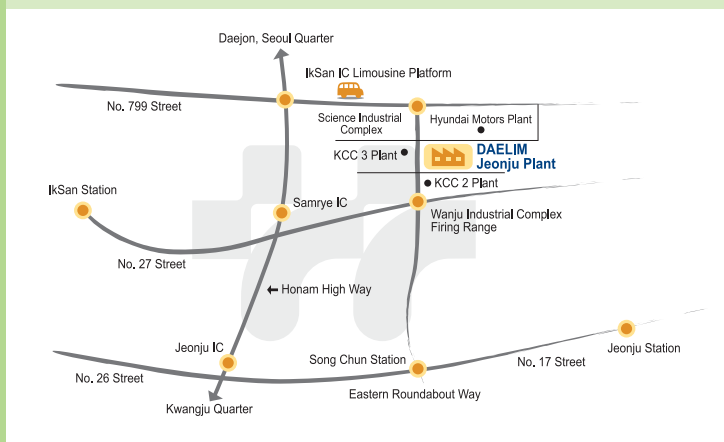 Daejon, Seoul Quarter
IkSan IC Limousine Platform
No. 799 Street
Science Industrial
Complex
Hyundai Motors Plant
KCC 3 Plant
DAELIM
Jeonju Plant
KCC 2 Plant
IkSan Station
Samrye IC
Wanju Industrial Complex
Firing Range
No. 27 Street
Honam High Way
Jeonju IC
Song Chun Station
No. 17 Street
Jeonju Station
No. 26 Street
Eastern Roundabout Way
Kwangju Quarter